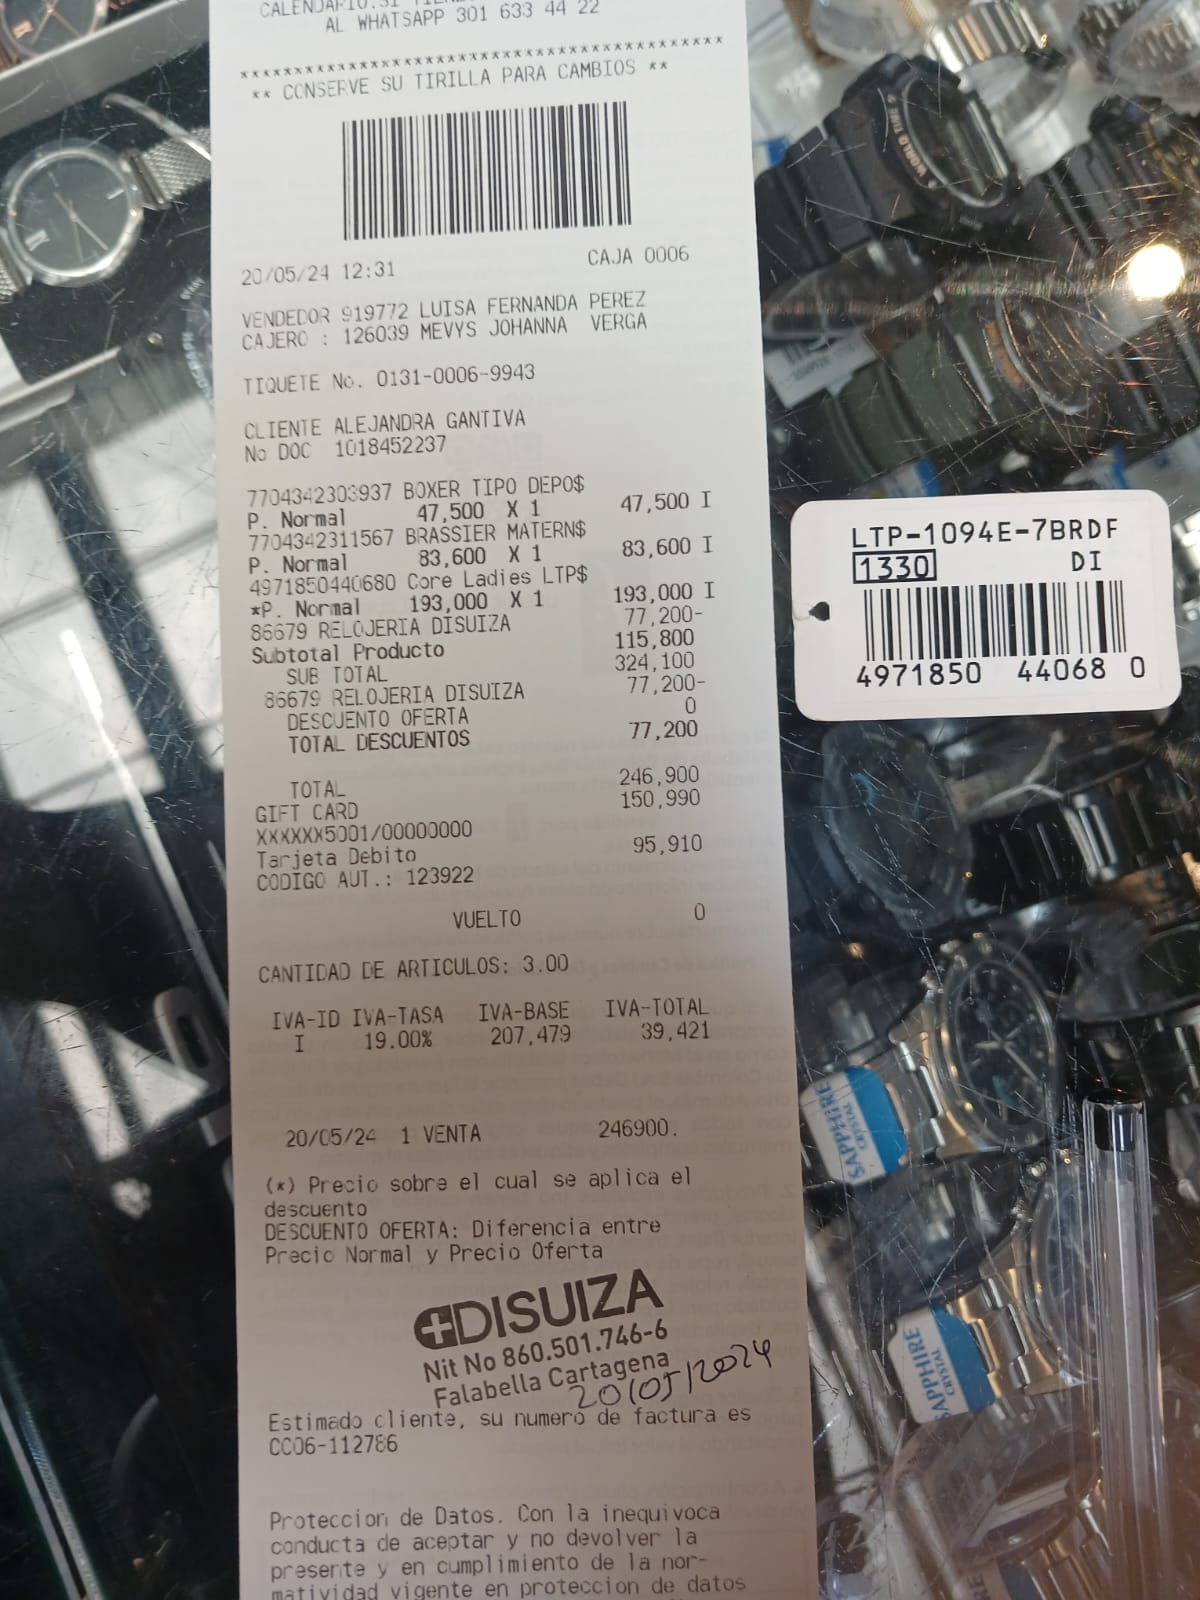 AL WHATSAPP 301 633 44 22
*********************************************
** CONSERVE SU TIRILLA PARA CAMBIOS **
20/05/24 12:31 CAJA 0006
VENDEDOR 919772 LUISA FERNANDA PEREZ
CAJERO : 126039 MEVYS JOHANNA VERGA
TIQUETE No. 0131-0006-9943
CLIENTE ALEJANDRA GANTIVA
No DOC 1018452237
7704342303937 BOXER TIPO DEPO$
P. Normal 47,500 X 1 47,500 I
7704342311567 BRASSIER MATERN$
P. Normal 83,600 X 1 83,600 I
4971850440680 Core Ladies LTP$
*P. Normal 193,000 X 1 193,000 I
86679 RELOJERIA DISUIZA 77,200-
Subtotal Producto 115,800
SUB TOTAL 324,100
86679 RELOJERIA DISUIZA 77,200-
DESCUENTO OFERTA 0
TOTAL DESCUENTOS 77,200
TOTAL 246,900
GIFT CARD 150,990
XXXXXX5001/00000000
Tarjeta Debito 95,910
CODIGO AUT.: 123922
VUELTO 0
CANTIDAD DE ARTICULOS: 3.00
IVA-ID IVA-TASA IVA-BASE IVA-TOTAL
I 19.00% 207,479 39,421
20/05/24 1 VENTA 246900.
(*) Precio sobre el cual se aplica el
descuento
DESCUENTO OFERTA: Diferencia entre
Precio Normal y Precio Oferta
DISUIZA
Nit No 860.501.746-6
Falabella Cartagena
20/05/2024
Estimado cliente, su numero de factura es
CC06-112786
Proteccion de Datos. Con la inequivoca
conducta de aceptar y no devolver la
presente y en cumplimiento de la nor-
matividad vigente en proteccion de datos
LTP-1094E-7BRDF
1330 DI
4971850 44068 0
WORLD TIME
SAPPHIRE
CRYSTAL
SAPPHIRE
CRYSTAL